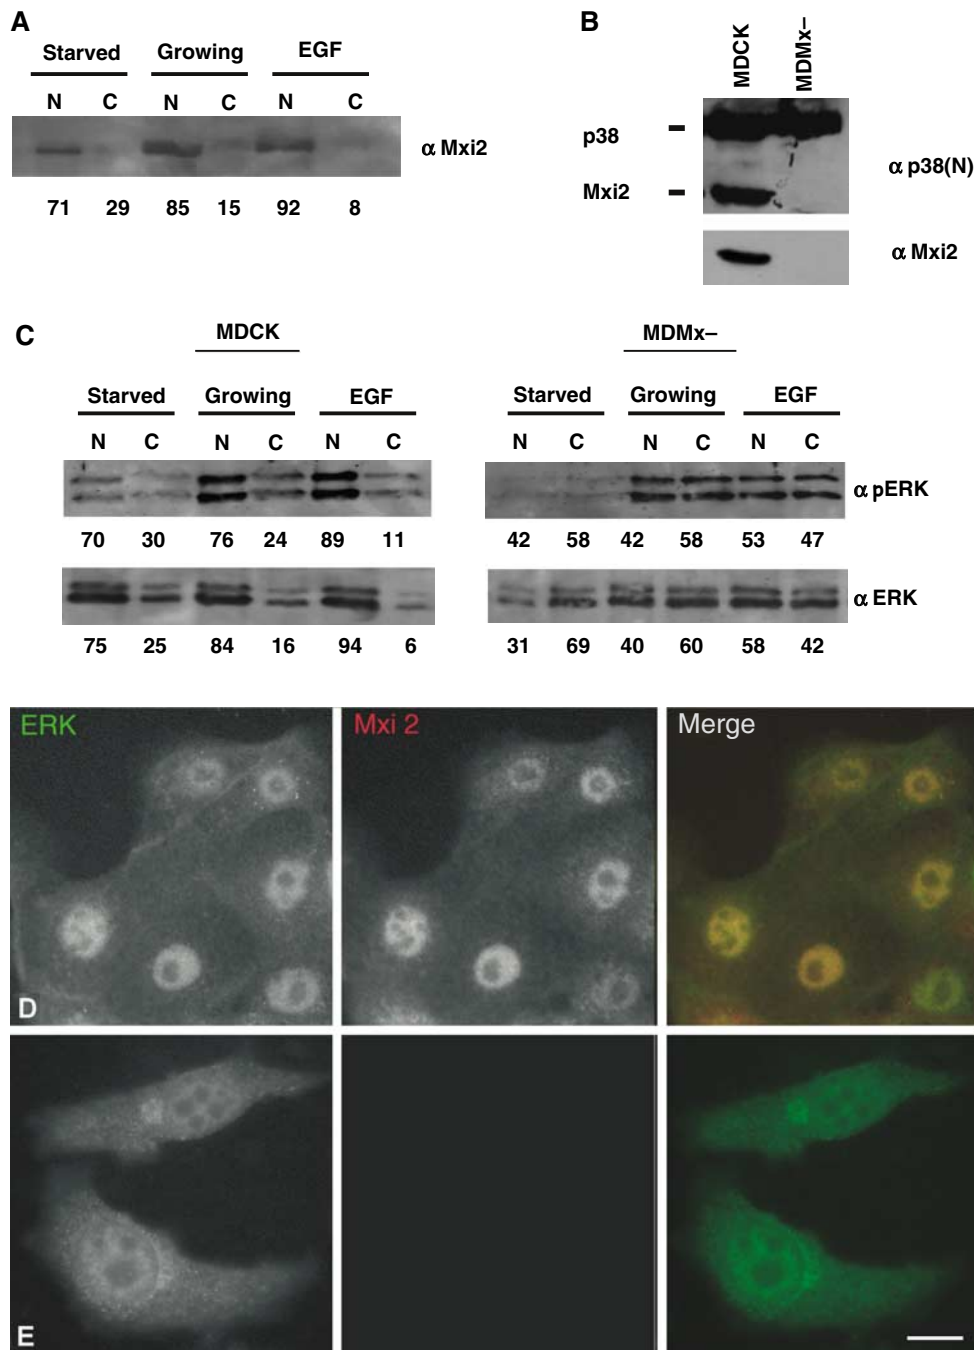 A
Starved Growing EGF
N C N C N C
α Mxi2
71 29 85 15 92 8
B
MDCK MDMx–
p38
Mxi2
α p38(N)
α Mxi2
C
MDCK
Starved Growing EGF
N C N C N C
70 30 76 24 89 11
75 25 84 16 94 6
MDMx–
Starved Growing EGF
N C N C N C
α pERK
42 58 42 58 53 47
α ERK
31 69 40 60 58 42
ERK
Mxi 2
Merge
D
E